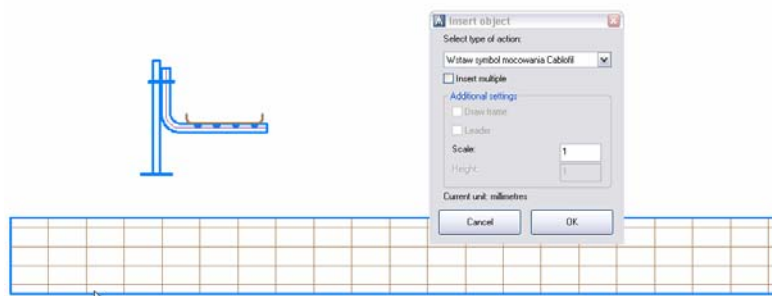 Insert object
Select type of action:
Wstaw symbol mocowania Cablofil
Insert multiple
Additional settings
Draw frame
Leader
Scale:
1
Height:
1
Current unit: millimetres
Cancel
OK